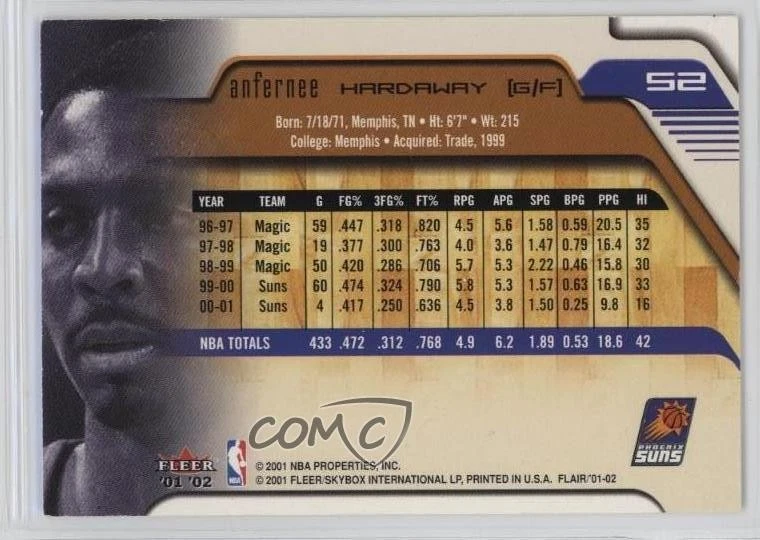 anfernee HARDAWAY [G/F] 52
Born: 7/18/71, Memphis, TN • Ht: 6'7" • Wt: 215
College: Memphis • Acquired: Trade, 1999
YEAR TEAM G FG% 3FG% FT% RPG APG SPG BPG PPG HI
96-97 Magic 59 .447 .318 .820 4.5 5.6 1.58 0.59 20.5 35
97-98 Magic 19 .377 .300 .763 4.0 3.6 1.47 0.79 16.4 32
98-99 Magic 50 .420 .286 .706 5.7 5.3 2.22 0.46 15.8 30
99-00 Suns 60 .474 .324 .790 5.8 5.3 1.57 0.63 16.9 33
00-01 Suns 4 .417 .250 .636 4.5 3.8 1.50 0.25 9.8 16
NBA TOTALS 433 .472 .312 .768 4.9 6.2 1.89 0.53 18.6 42
COMC
PHOENIX
SUNS
FLEER
'01 '02
NBA
© 2001 NBA PROPERTIES, INC.
© 2001 FLEER/SKYBOX INTERNATIONAL LP, PRINTED IN U.S.A. FLAIR/'01-02